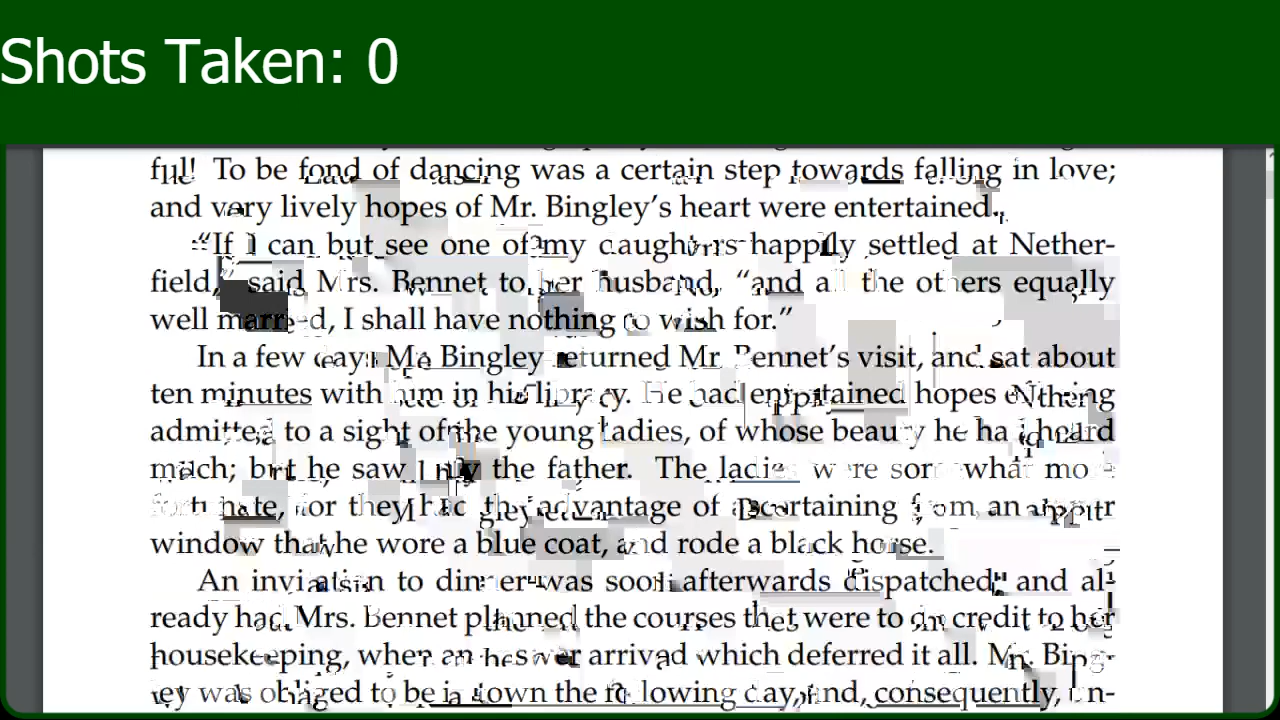 Shots Taken: 0
ful! To be fond of dancing was a certain step towards falling in love;
and very lively hopes of Mr. Bingley's heart were entertained.
“If I can but see one of my daughters happily settled at Nether-
field,” said Mrs. Bennet to her husband, “and all the others equally
well married, I shall have nothing to wish for.”
In a few days Mr. Bingley returned Mr. Bennet's visit, and sat about
ten minutes with him in his library. He had entertained hopes of being
admitted to a sight of the young ladies, of whose beauty he had heard
much; but he saw only the father. The ladies were somewhat more
fortunate, for they had the advantage of ascertaining from an upper
window that he wore a blue coat, and rode a black horse.
An invitation to dinner was soon afterwards dispatched; and al-
ready had Mrs. Bennet planned the courses that were to do credit to her
housekeeping, when an answer arrived which deferred it all. Mr. Bing-
ley was obliged to be in town the following day, and, consequently, un-